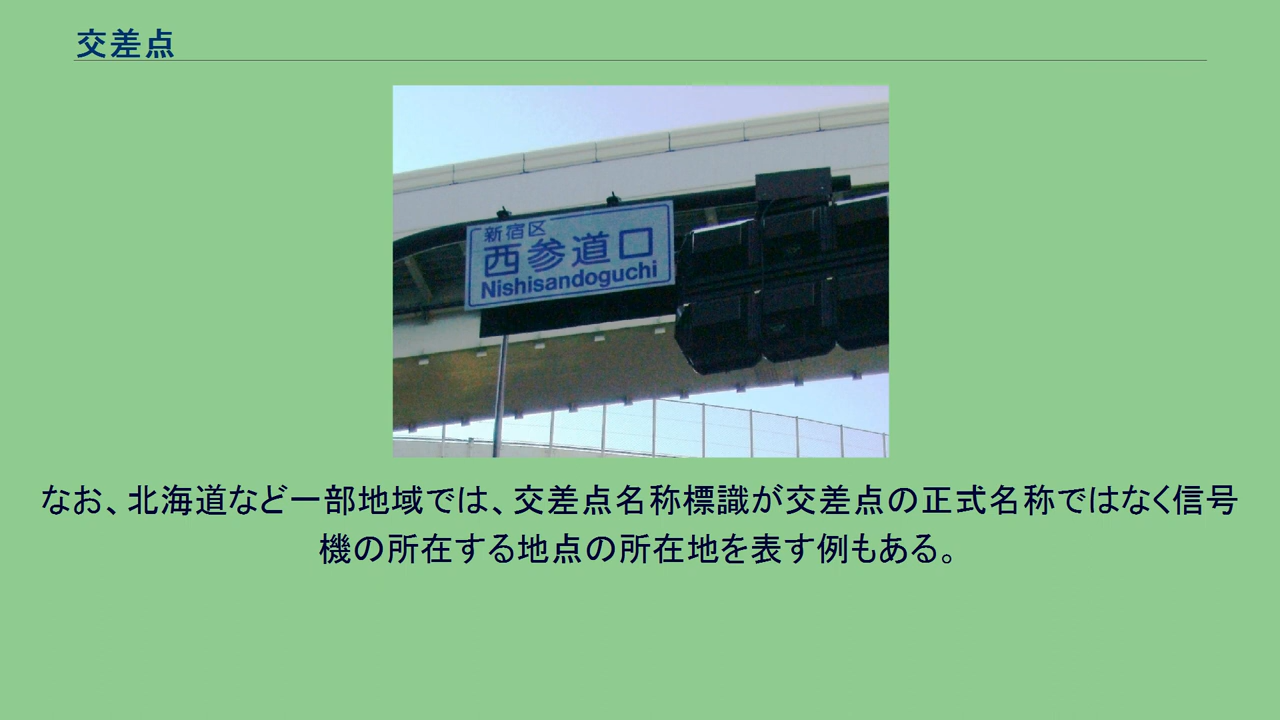 交差点
新宿区
西参道口
Nishisandoguchi
なお、北海道など一部地域では、交差点名称標識が交差点の正式名称ではなく信号
機の所在する地点の所在地を表す例もある。